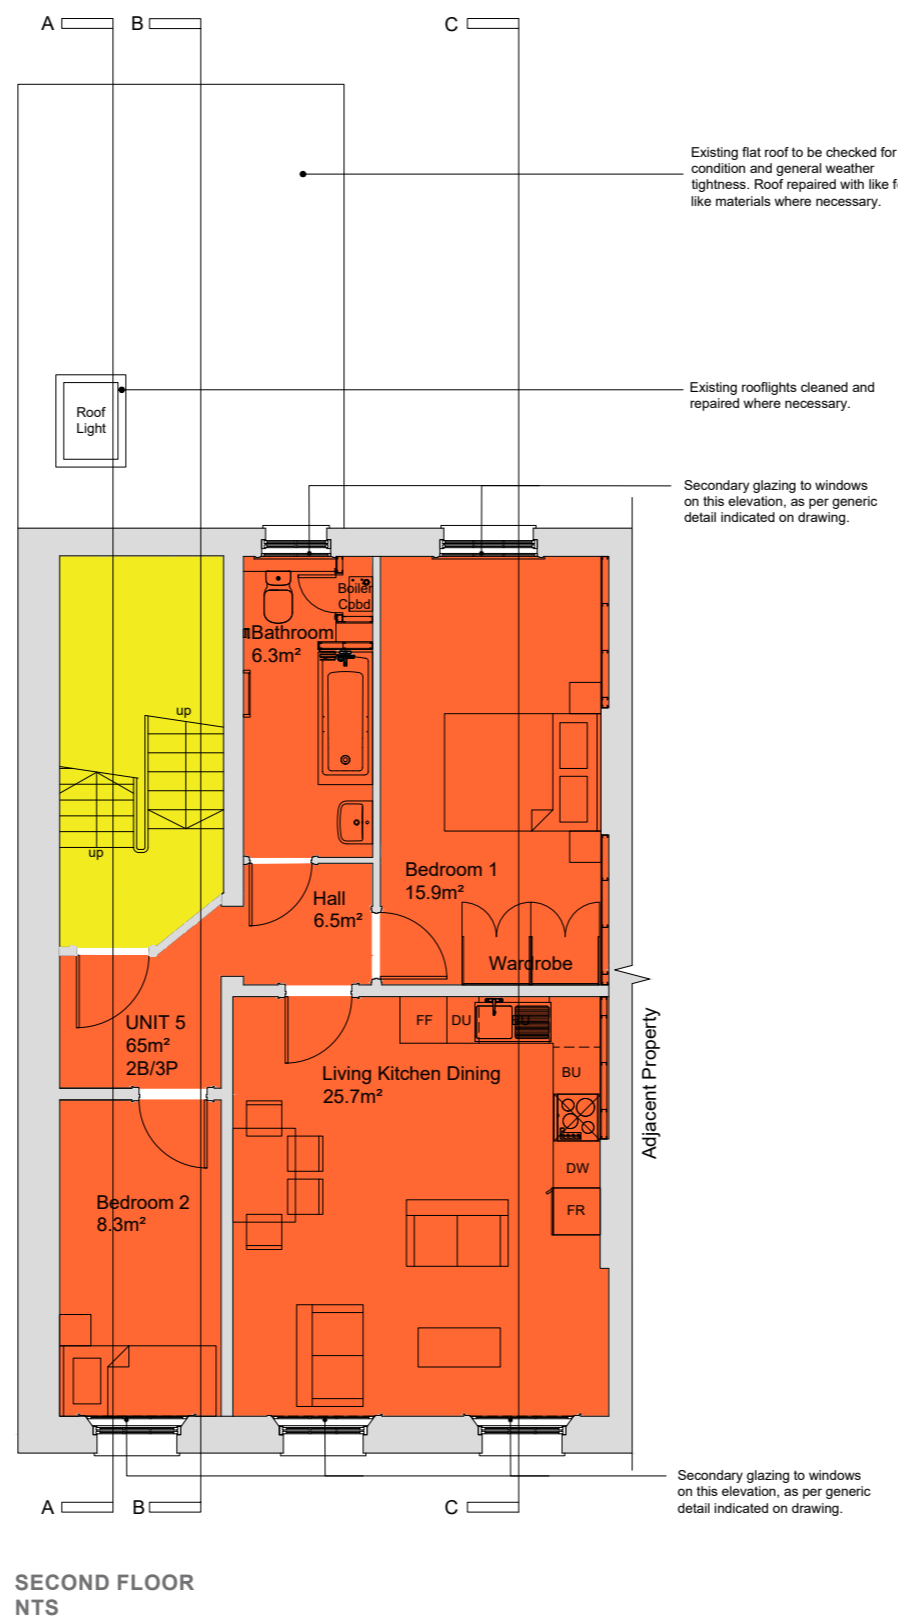 A
B
C
Existing flat roof to be checked for
condition and general weather
tightness. Roof repaired with like
like materials where necessary.
Existing rooflights cleaned and
repaired where necessary.
Roof
Light
Secondary glazing to windows
on this elevation, as per generic
detail indicated on drawing.
Boiler
Cpbd
Bathroom
6.3m²
up
up
Bedroom 1
15.9m²
Hall
6.5m²
Wardrobe
UNIT 5
65m²
2B/3P
FF
DU
BU
Living Kitchen Dining
25.7m²
BU
Adjacent Property
DW
FR
Bedroom 2
8.3m²
Secondary glazing to windows
on this elevation, as per generic
detail indicated on drawing.
A
B
C
SECOND FLOOR
NTS